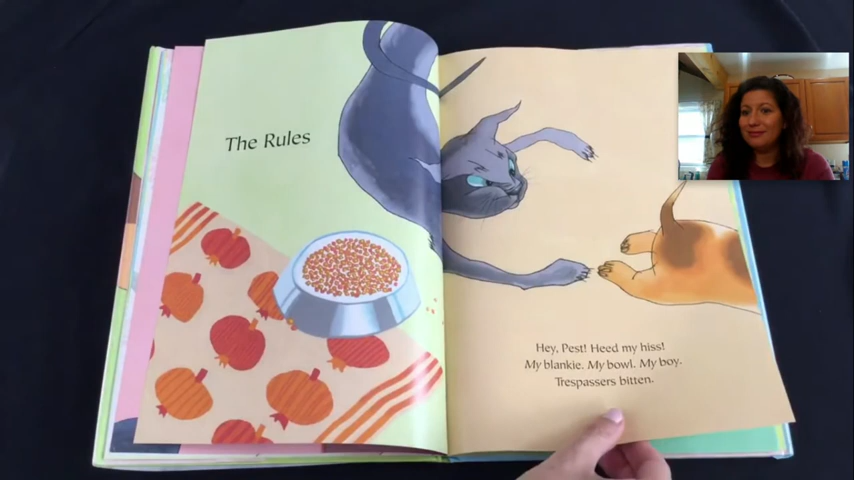 The Rules
Hey, Pest! Heed my hiss!
My blankie. My bowl. My boy.
Trespassers bitten.